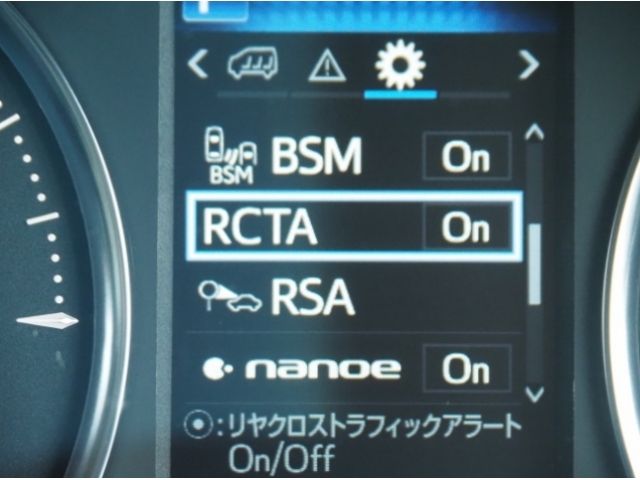 BSM BSM On
RCTA On
RSA
nanoe On
:リヤクロストラフィックアラート
On/Off